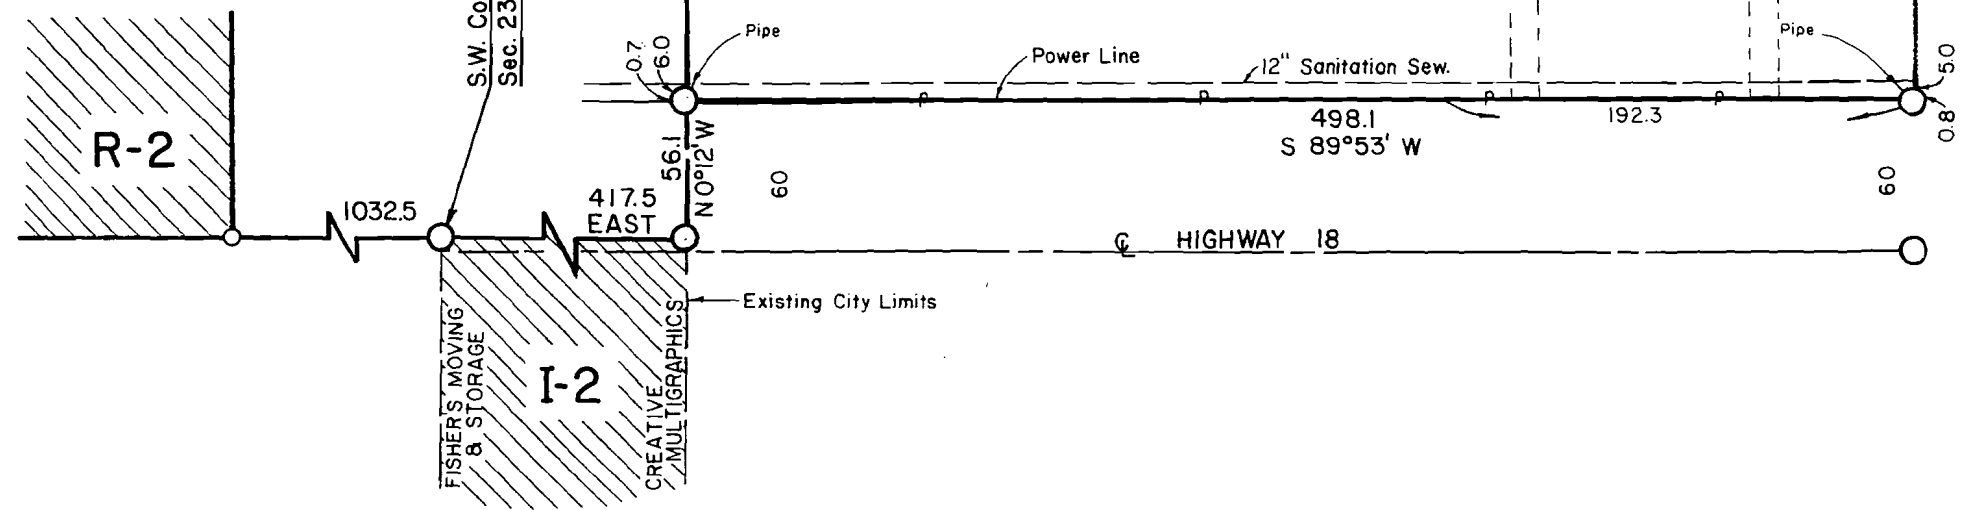 S.W. Co
Sec. 23
0.7
6.0
Pipe
Power Line
12" Sanitation Sew.
Pipe
5.0
0.8
P
P
P
P
498.1
S 89°53' W
192.3
R-2
56.1
N 0°12' W
60
60
1032.5
417.5
EAST
℄ HIGHWAY 18
Existing City Limits
FISHERS MOVING
& STORAGE
I-2
CREATIVE
MULTIGRAPHICS